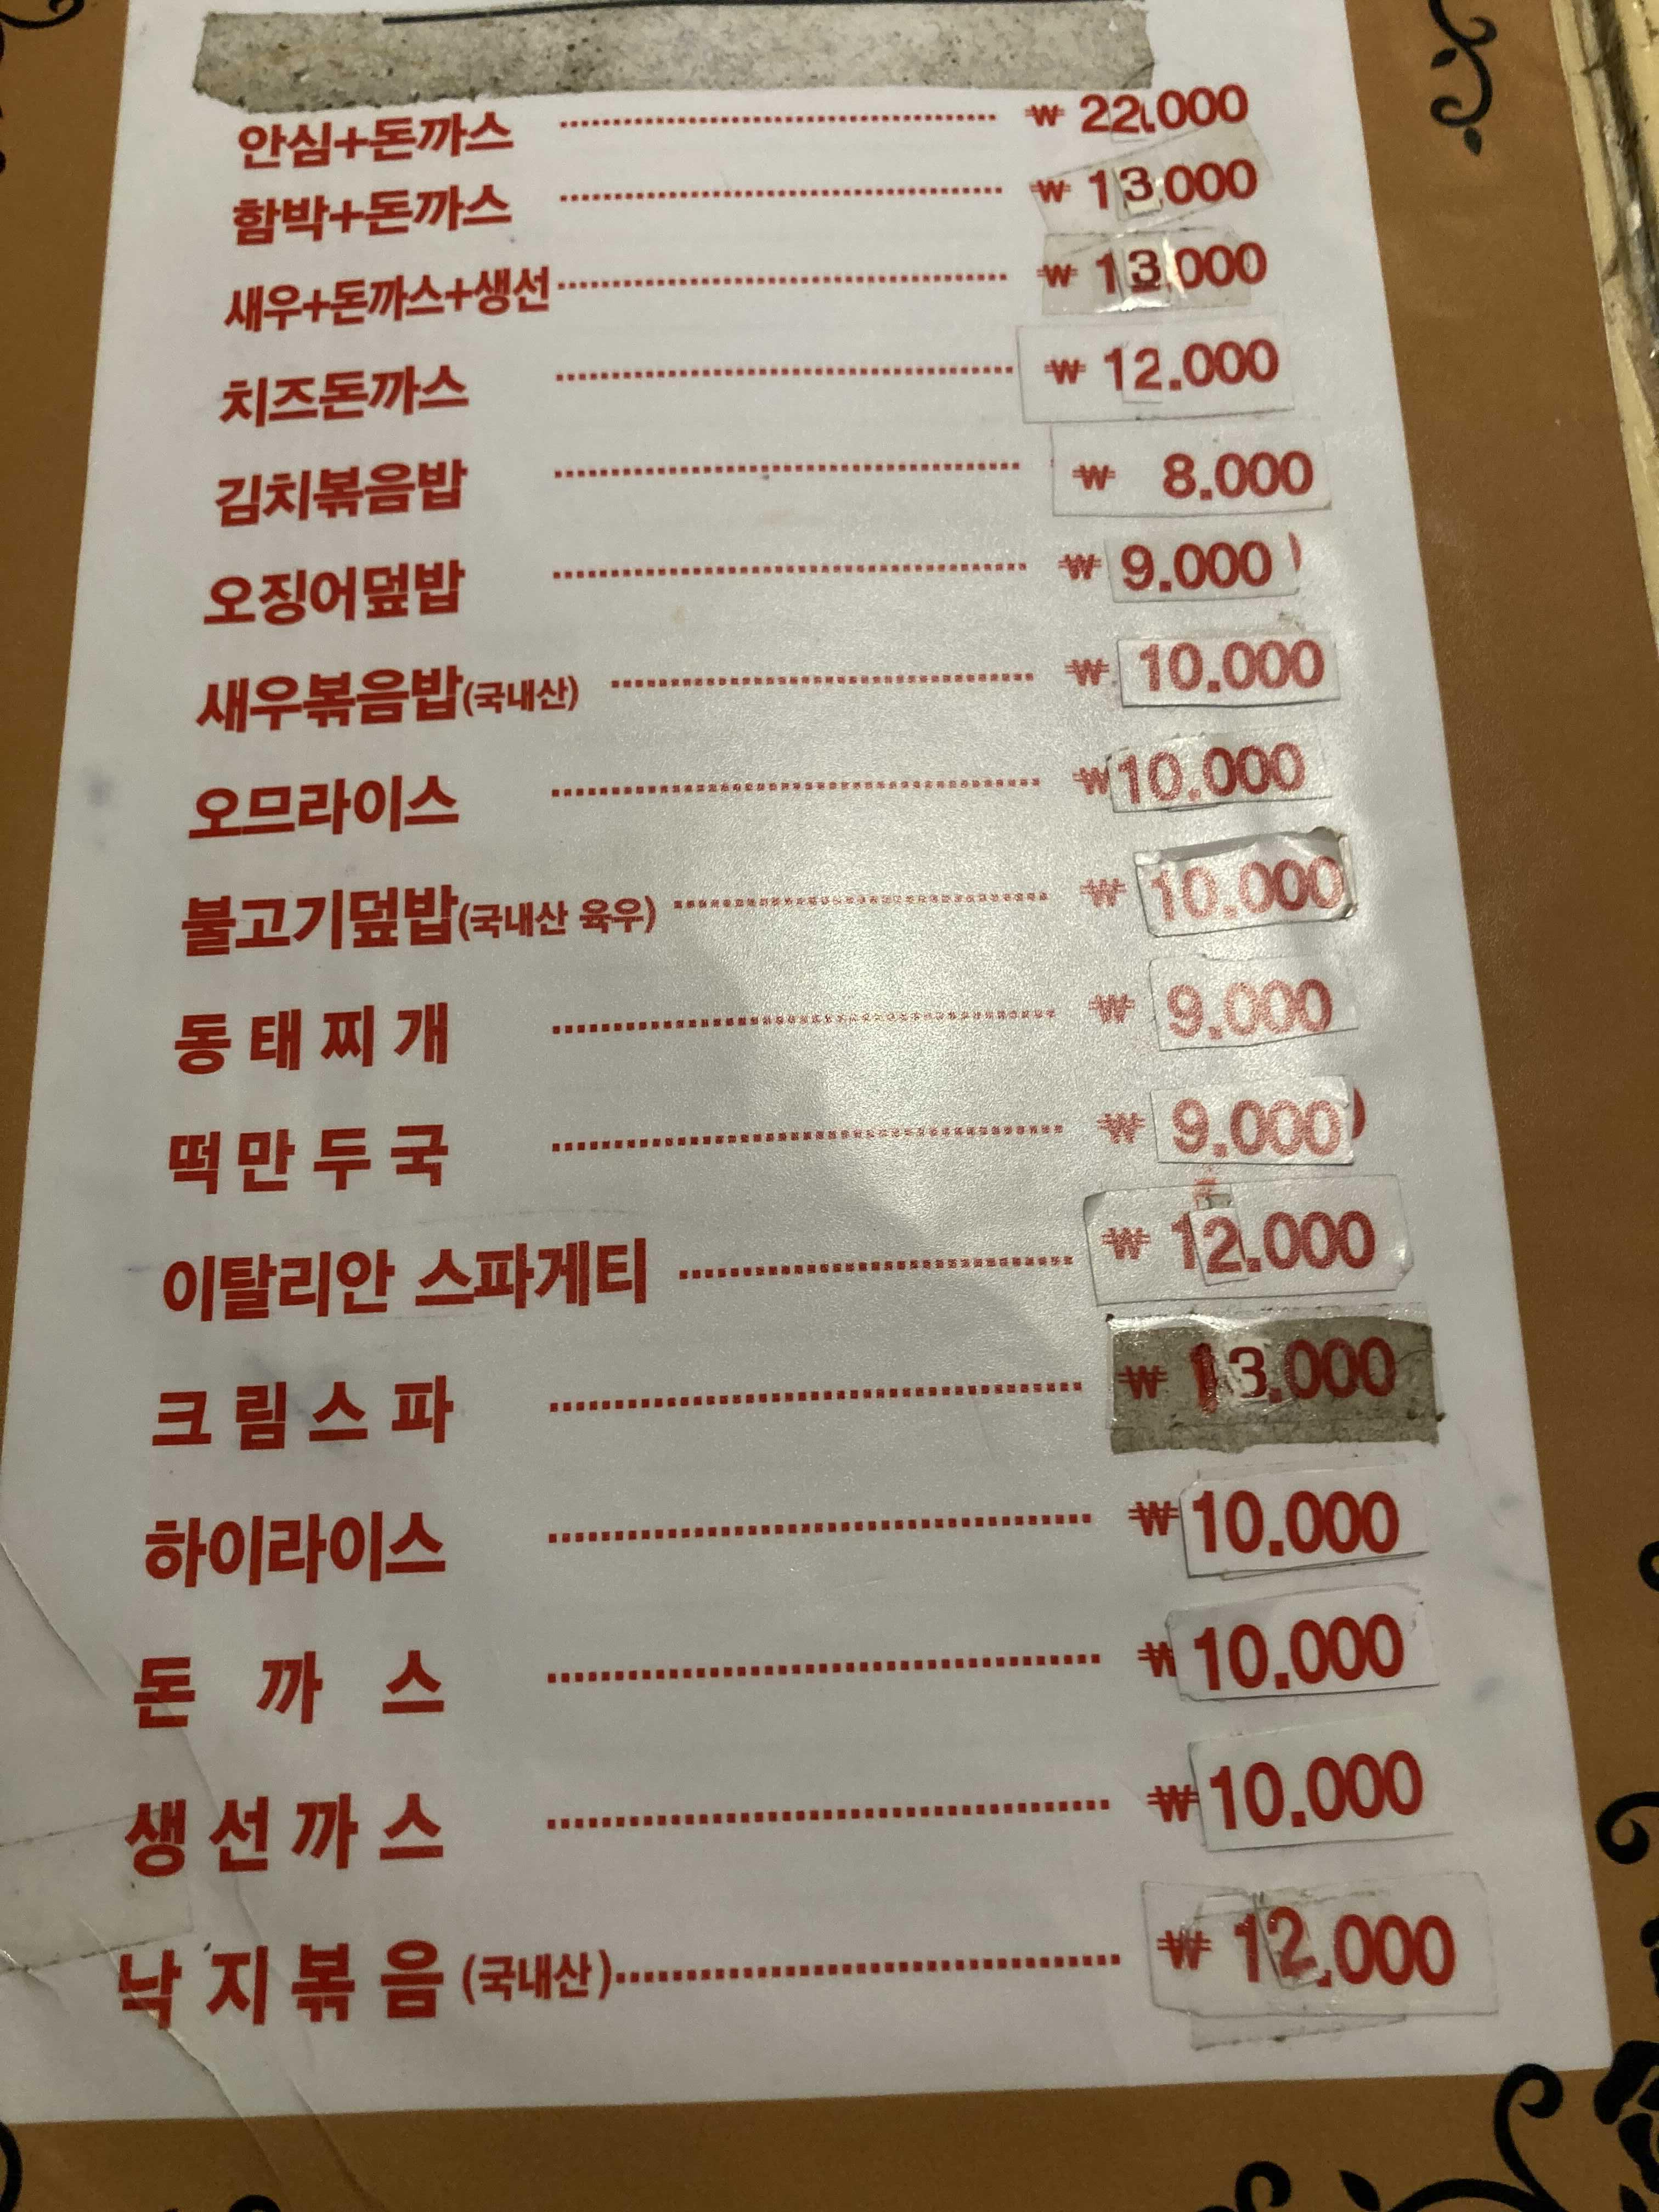 안심+돈까스 ₩ 22.000
함박+돈까스 ₩ 13.000
새우+돈까스+생선 ₩ 13.000
치즈돈까스 ₩ 12.000
김치볶음밥 ₩ 8.000
오징어덮밥 ₩ 9.000
새우볶음밥(국내산) ₩ 10.000
오므라이스 ₩ 10.000
불고기덮밥(국내산 육우) ₩ 10.000
동태찌개 ₩ 9.000
떡만두국 ₩ 9.000
이탈리안 스파게티 ₩ 12.000
크림스파 ₩ 13.000
하이라이스 ₩ 10.000
돈까스 ₩ 10.000
생선까스 ₩ 10.000
낙지볶음(국내산) ₩ 12.000